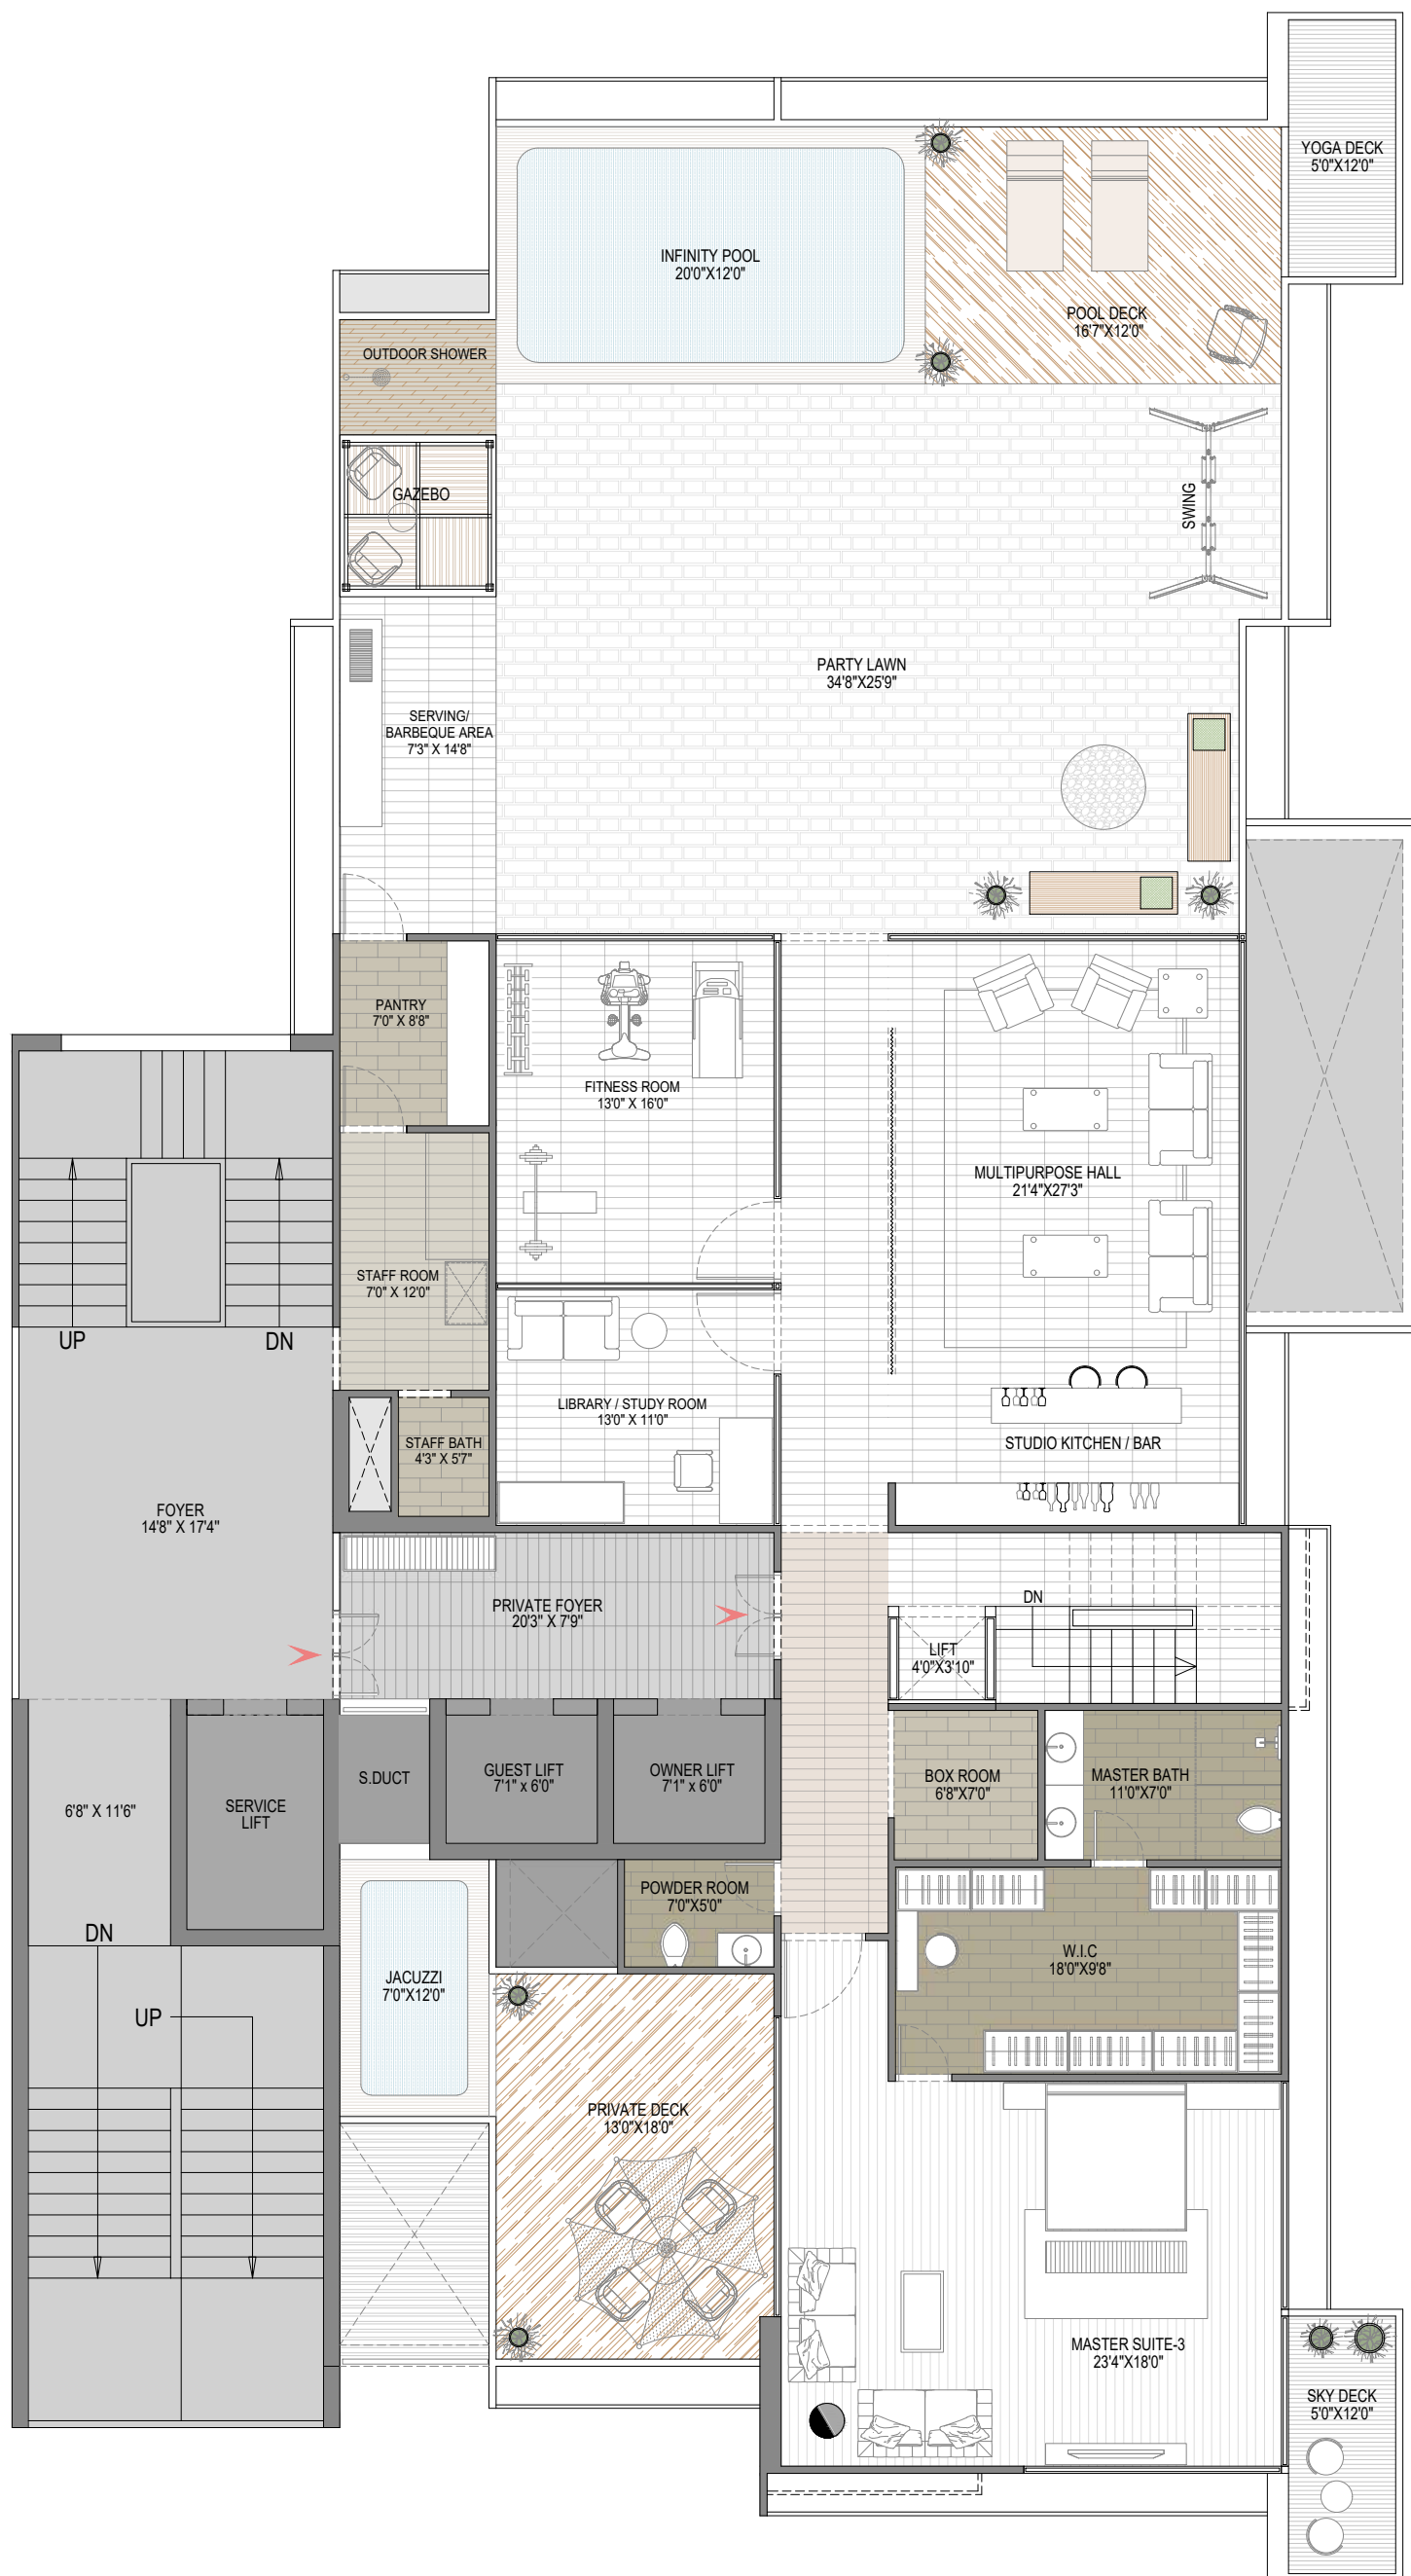 YOGA DECK
5'0"X12'0"
INFINITY POOL
20'0"X12'0"
POOL DECK
16'7"X12'0"
OUTDOOR SHOWER
GAZEBO
SWING
PARTY LAWN
34'8"X25'9"
SERVING/
BARBEQUE AREA
7'3" X 14'8"
PANTRY
7'0" X 8'8"
FITNESS ROOM
13'0" X 16'0"
MULTIPURPOSE HALL
21'4"X27'3"
STAFF ROOM
7'0" X 12'0"
UP
DN
LIBRARY / STUDY ROOM
13'0" X 11'0"
STAFF BATH
4'3" X 5'7"
STUDIO KITCHEN / BAR
FOYER
14'8" X 17'4"
PRIVATE FOYER
20'3" X 7'9"
DN
LIFT
4'0"X3'10"
S.DUCT
GUEST LIFT
7'1" x 6'0"
OWNER LIFT
7'1" x 6'0"
BOX ROOM
6'8"X7'0"
MASTER BATH
11'0"X7'0"
6'8" X 11'6"
SERVICE
LIFT
POWDER ROOM
7'0"X5'0"
DN
W.I.C
18'0"X9'8"
JACUZZI
7'0"X12'0"
UP
PRIVATE DECK
13'0"X18'0"
MASTER SUITE-3
23'4"X18'0"
SKY DECK
5'0"X12'0"